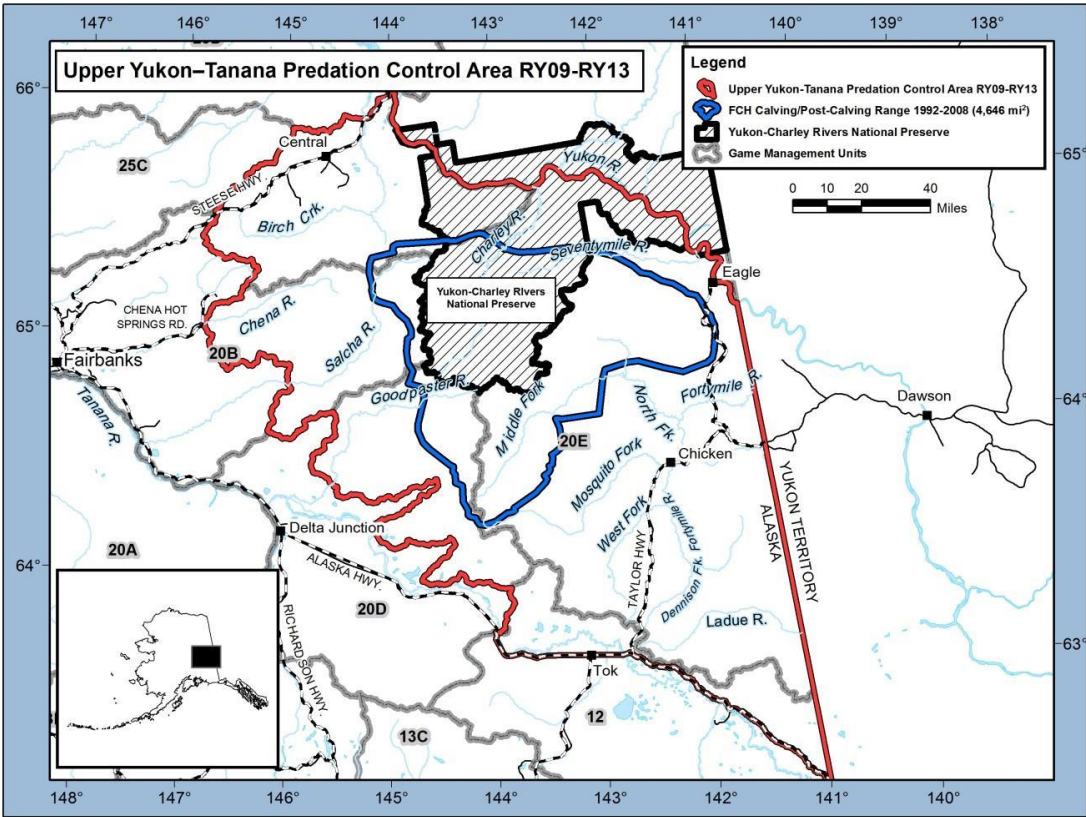 147° 146° 145° 144° 143° 142° 141° 140° 139° 138°
Upper Yukon–Tanana Predation Control Area RY09-RY13
Legend
Upper Yukon-Tanana Predation Control Area RY09-RY13
FCH Calving/Post-Calving Range 1992-2008 (4,646 mi²)
Yukon-Charley Rivers National Preserve
Game Management Units
0 10 20 40
Miles
66°
65°
65°
64°
64°
63°
25C
Central
STEESE HWY.
Birch Crk.
Yukon R.
Charley R.
Seventymile R.
Eagle
Yukon-Charley Rivers
National Preserve
CHENA HOT
SPRINGS RD.
Chena R.
Salcha R.
20B
Fairbanks
Tanana R.
Goodpaster R.
Middle Fork
20E
North Fk.
Fortymile R.
Dawson
Chicken
Mosquito Fork
West Fork
Dennison Fk. Fortymile R.
TAYLOR HWY
YUKON TERRITORY
ALASKA
Delta Junction
20A
ALASKA HWY.
20D
RICHARDSON HWY.
Ladue R.
Tok
12
13C
148° 147° 146° 145° 144° 143° 142° 141° 140°